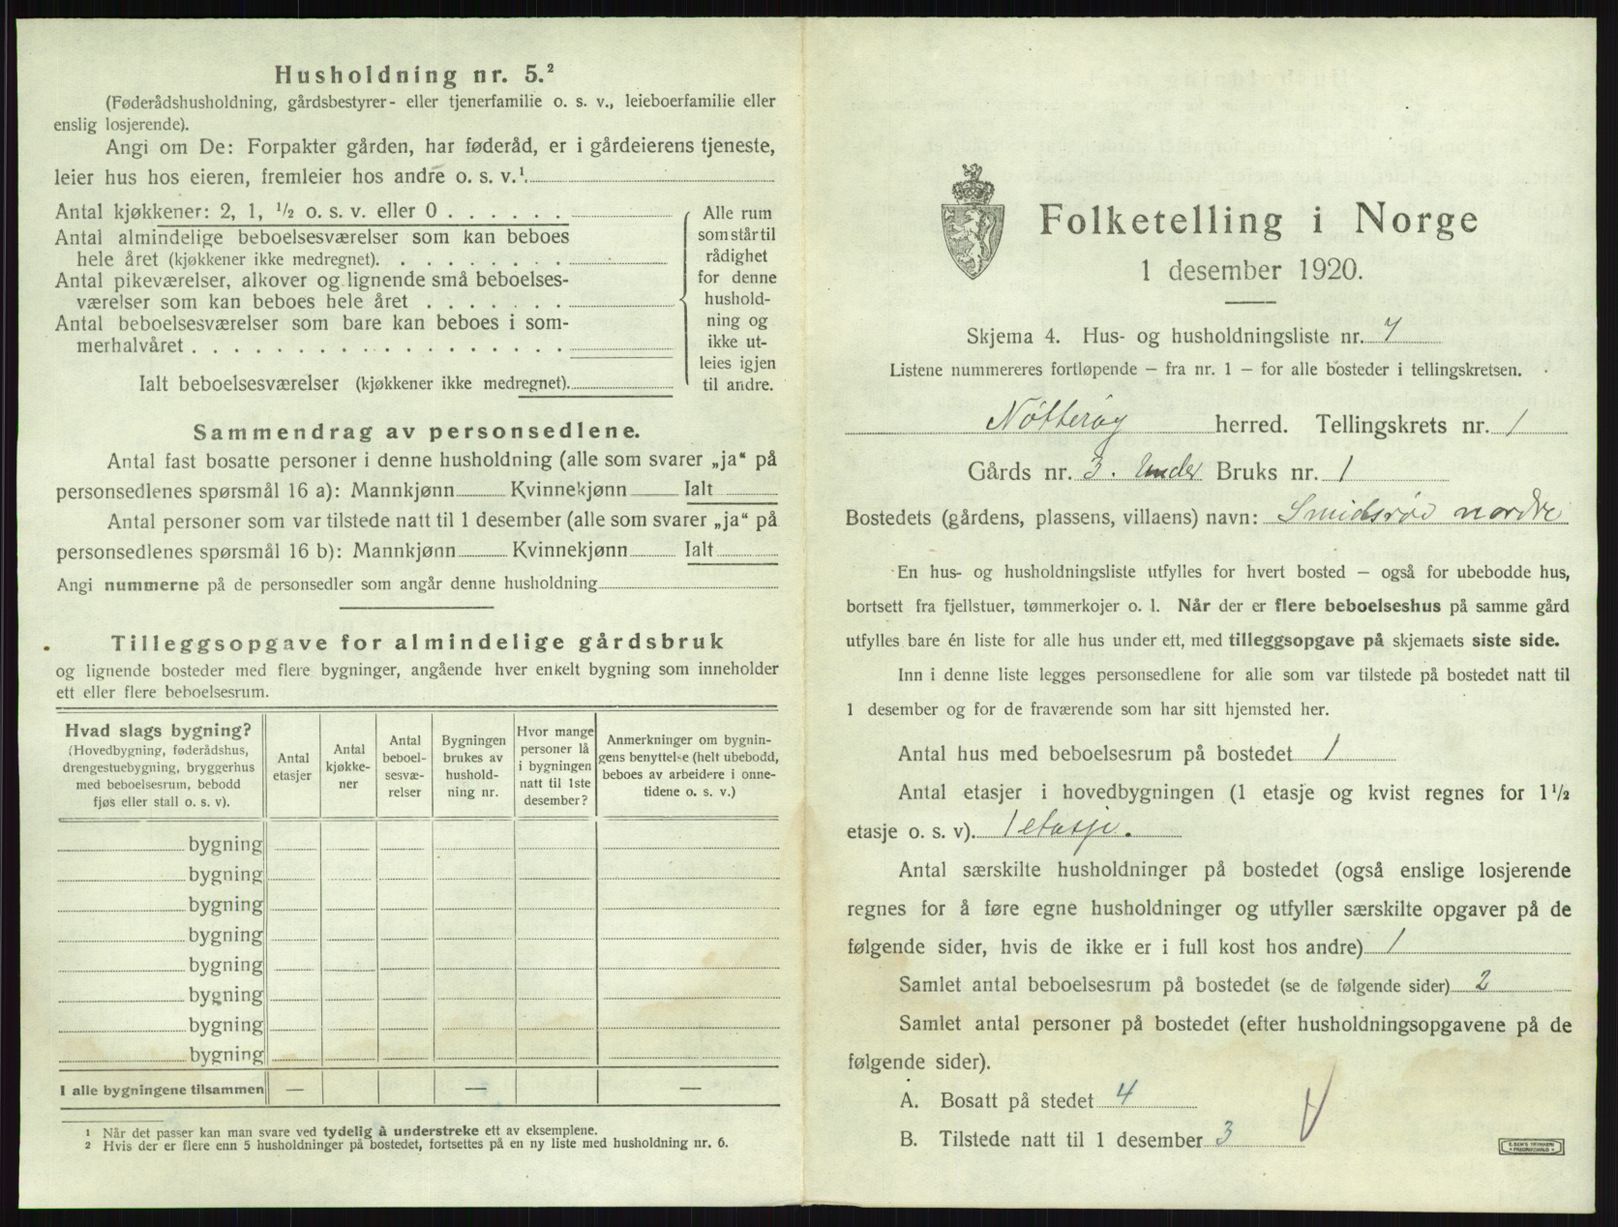 Husholdning nr. 5.²
(Føderådshusholdning, gårdsbestyrer- eller tjenerfamilie o. s. v., leieboerfamilie eller
enslig losjerende).
Angi om De: Forpakter gården, har føderåd, er i gårdeierens tjeneste,
leier hus hos eieren, fremleier hos andre o. s. v.¹
Antal kjøkkener: 2, 1, ½ o. s. v. eller 0 . . . . . .
Antal almindelige beboelsesværelser som kan beboes
hele året (kjøkkener ikke medregnet). . . . . . . . .
Antal pikeværelser, alkover og lignende små beboelses-
værelser som kan beboes hele året . . . . . . .
Antal beboelsesværelser som bare kan beboes i som-
merhalvåret . . . . . . . . . . . . . . . . . .
Ialt beboelsesværelser (kjøkkener ikke medregnet).
Alle rum
som står til
rådighet
for denne
hushold-
ning og
ikke ut-
leies igjen
til andre.
Sammendrag av personsedlene.
Antal fast bosatte personer i denne husholdning (alle som svarer „ja“ på
personsedlenes spørsmål 16 a): Mannkjønn Kvinnekjønn Ialt
Antal personer som var tilstede natt til 1 desember (alle som svarer „ja“ på
personsedlenes spørsmål 16 b): Mannkjønn Kvinnekjønn Ialt
Angi nummerne på de personsedler som angår denne husholdning
Tilleggsopgave for almindelige gårdsbruk
og lignende bosteder med flere bygninger, angående hver enkelt bygning som inneholder
ett eller flere beboelsesrum.
Hvad slags bygning?
(Hovedbygning, føderådshus,
drengestuebygning, bryggerhus
med beboelsesrum, bebodd
fjøs eller stall o. s. v).
Antal
etasjer
Antal
kjøkke-
ner
Antal
beboel-
sesvæ-
relser
Bygningen
brukes av
hushold-
ning nr.
Hvor mange
personer lå
i bygningen
natt til 1ste
desember?
Anmerkninger om bygnin-
gens benyttelse (helt ubebodd,
beboes av arbeidere i onne-
tidene o. s. v.)
bygning
bygning
bygning
bygning
bygning
bygning
bygning
bygning
I alle bygningene tilsammen — — —
¹ Når det passer kan man svare ved tydelig å understreke ett av eksemplene.
² Hvis der er flere enn 5 husholdninger på bostedet, fortsettes på en ny liste med husholdning nr. 6.
Folketelling i Norge
1 desember 1920.
Skjema 4. Hus- og husholdningsliste nr. 7
Listene nummereres fortløpende – fra nr. 1 – for alle bosteder i tellingskretsen.
Nøtterøy herred. Tellingskrets nr. 1
Gårds nr. 3. under Bruks nr. 1
Bostedets (gårdens, plassens, villaens) navn: Smidsrød nordre
En hus- og husholdningsliste utfylles for hvert bosted – også for ubebodde hus,
bortsett fra fjellstuer, tømmerkojer o. l. Når der er flere beboelseshus på samme gård
utfylles bare én liste for alle hus under ett, med tilleggsopgave på skjemaets siste side.
Inn i denne liste legges personsedlene for alle som var tilstede på bostedet natt til
1 desember og for de fraværende som har sitt hjemsted her.
Antal hus med beboelsesrum på bostedet 1
Antal etasjer i hovedbygningen (1 etasje og kvist regnes for 1½
etasje o. s. v). 1 etasje.
Antal særskilte husholdninger på bostedet (også enslige losjerende
regnes for å føre egne husholdninger og utfyller særskilte opgaver på de
følgende sider, hvis de ikke er i full kost hos andre) 1
Samlet antal beboelsesrum på bostedet (se de følgende sider) 2
Samlet antal personer på bostedet (efter husholdningsopgavene på de
følgende sider).
A. Bosatt på stedet 4
B. Tilstede natt til 1 desember 3